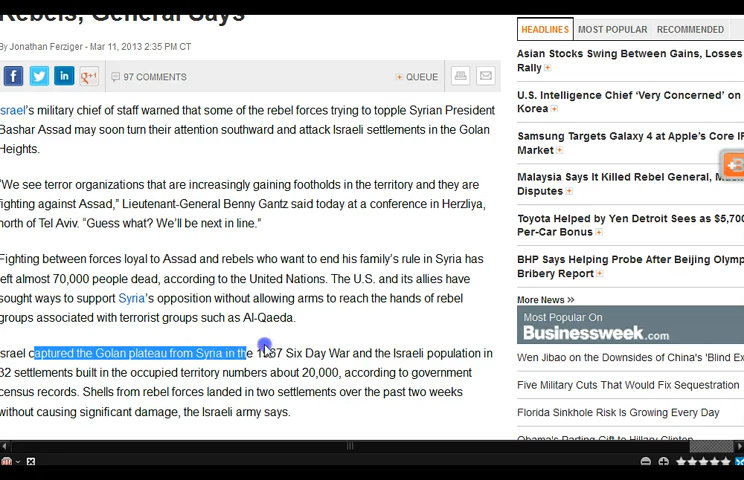 Rebels, General Says
By Jonathan Ferziger - Mar 11, 2013 2:35 PM CT
f
in
g+1
97 COMMENTS
+ QUEUE
Israel's military chief of staff warned that some of the rebel forces trying to topple Syrian President
Bashar Assad may soon turn their attention southward and attack Israeli settlements in the Golan
Heights.
"We see terror organizations that are increasingly gaining footholds in the territory and they are
fighting against Assad," Lieutenant-General Benny Gantz said today at a conference in Herzliya,
north of Tel Aviv. "Guess what? We'll be next in line."
Fighting between forces loyal to Assad and rebels who want to end his family's rule in Syria has
left almost 70,000 people dead, according to the United Nations. The U.S. and its allies have
sought ways to support Syria's opposition without allowing arms to reach the hands of rebel
groups associated with terrorist groups such as Al-Qaeda.
Israel captured the Golan plateau from Syria in the 1967 Six Day War and the Israeli population in
32 settlements built in the occupied territory numbers about 20,000, according to government
census records. Shells from rebel forces landed in two settlements over the past two weeks
without causing significant damage, the Israeli army says.
HEADLINES
MOST POPULAR
RECOMMENDED
Asian Stocks Swing Between Gains, Losses
Rally
U.S. Intelligence Chief 'Very Concerned' on
Korea
Samsung Targets Galaxy 4 at Apple's Core iP
Market
Malaysia Says It Killed Rebel General,
Disputes
Toyota Helped by Yen Detroit Sees as $5,700
Per-Car Bonus
BHP Says Helping Probe After Beijing Olymp
Bribery Report
More News »
Most Popular On
Businessweek.com
Wen Jibao on the Downsides of China's 'Blind Ex
Five Military Cuts That Would Fix Sequestration
Florida Sinkhole Risk Is Growing Every Day
Obama's Parting Gift to Hillary Clinton